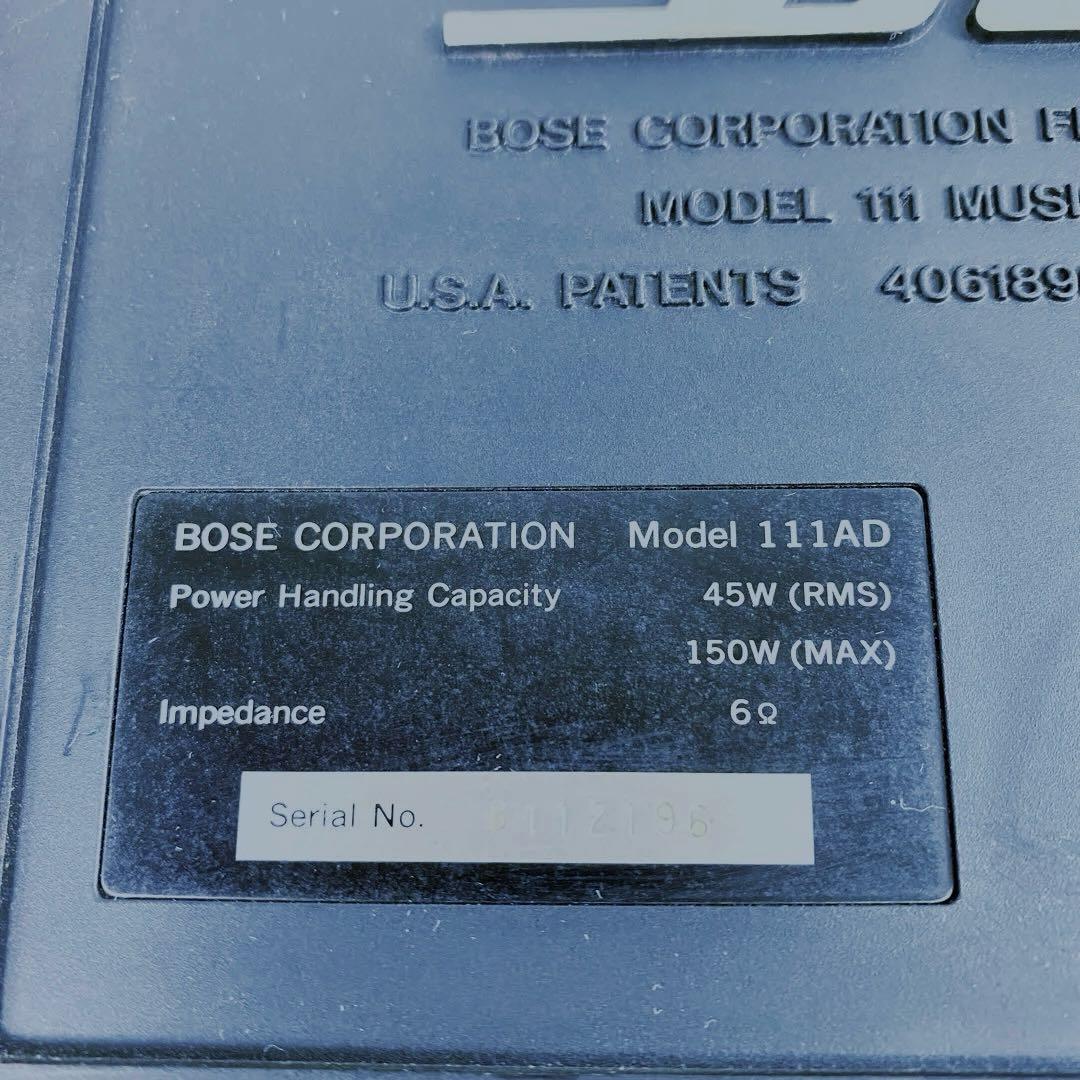 BOSE CORPORATION
MODEL 111
U.S.A. PATENTS
BOSE CORPORATION Model 111AD
Power Handling Capacity 45W (RMS)
150W (MAX)
Impedance 6Ω
Serial No.